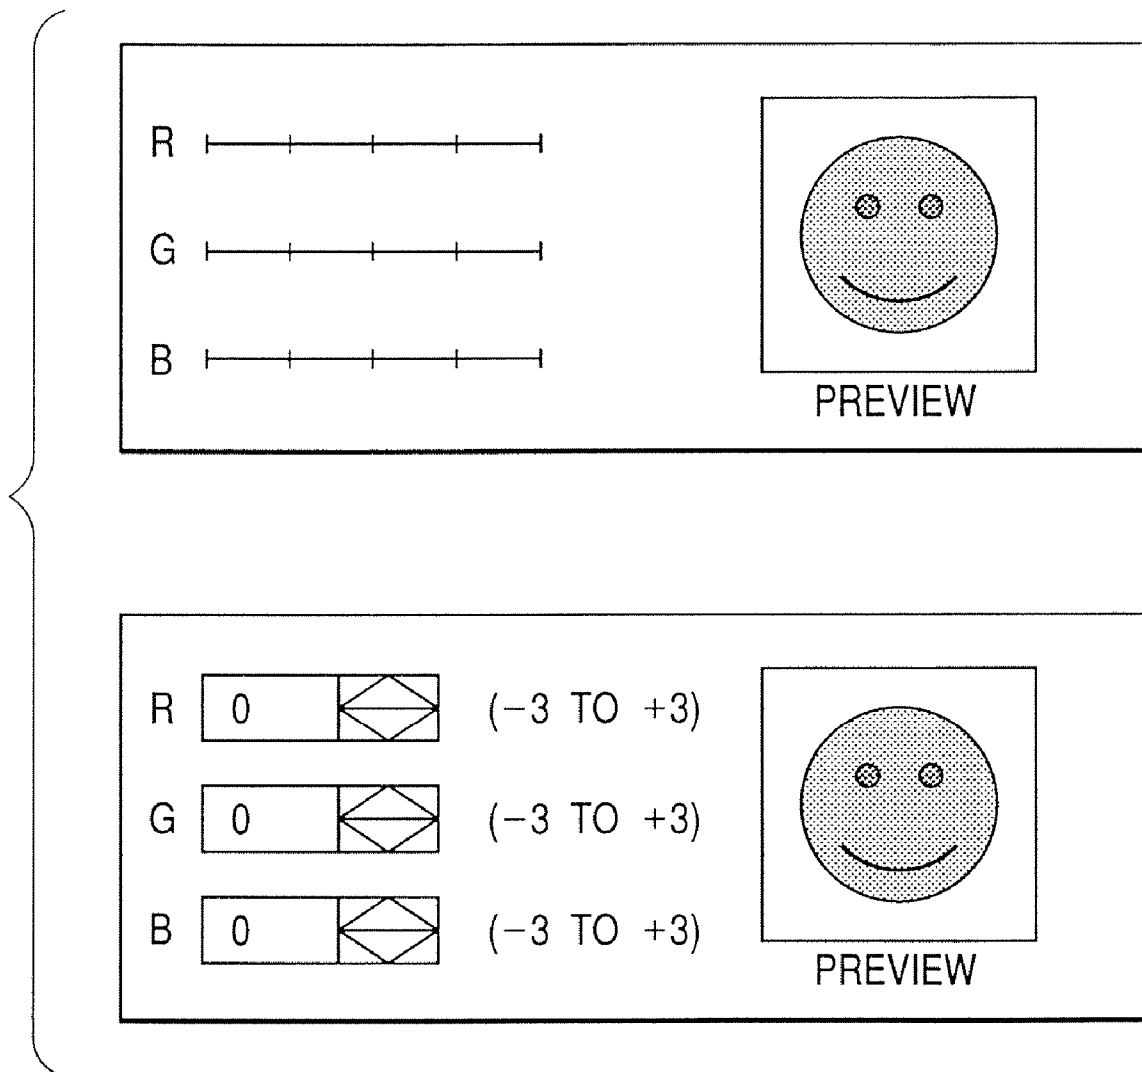 R
G
B
PREVIEW
R 0 (−3 TO +3)
G 0 (−3 TO +3)
B 0 (−3 TO +3)
PREVIEW